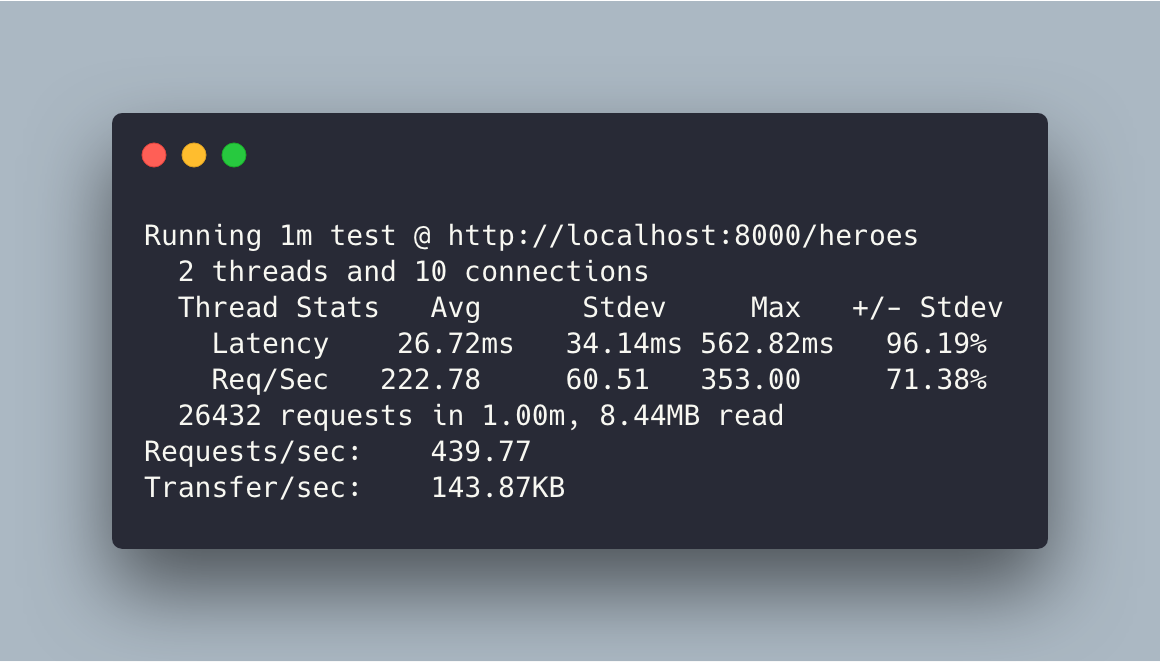 Running 1m test @ http://localhost:8000/heroes
  2 threads and 10 connections
  Thread Stats   Avg      Stdev     Max   +/- Stdev
    Latency    26.72ms   34.14ms 562.82ms   96.19%
    Req/Sec   222.78     60.51   353.00     71.38%
  26432 requests in 1.00m, 8.44MB read
Requests/sec:    439.77
Transfer/sec:    143.87KB